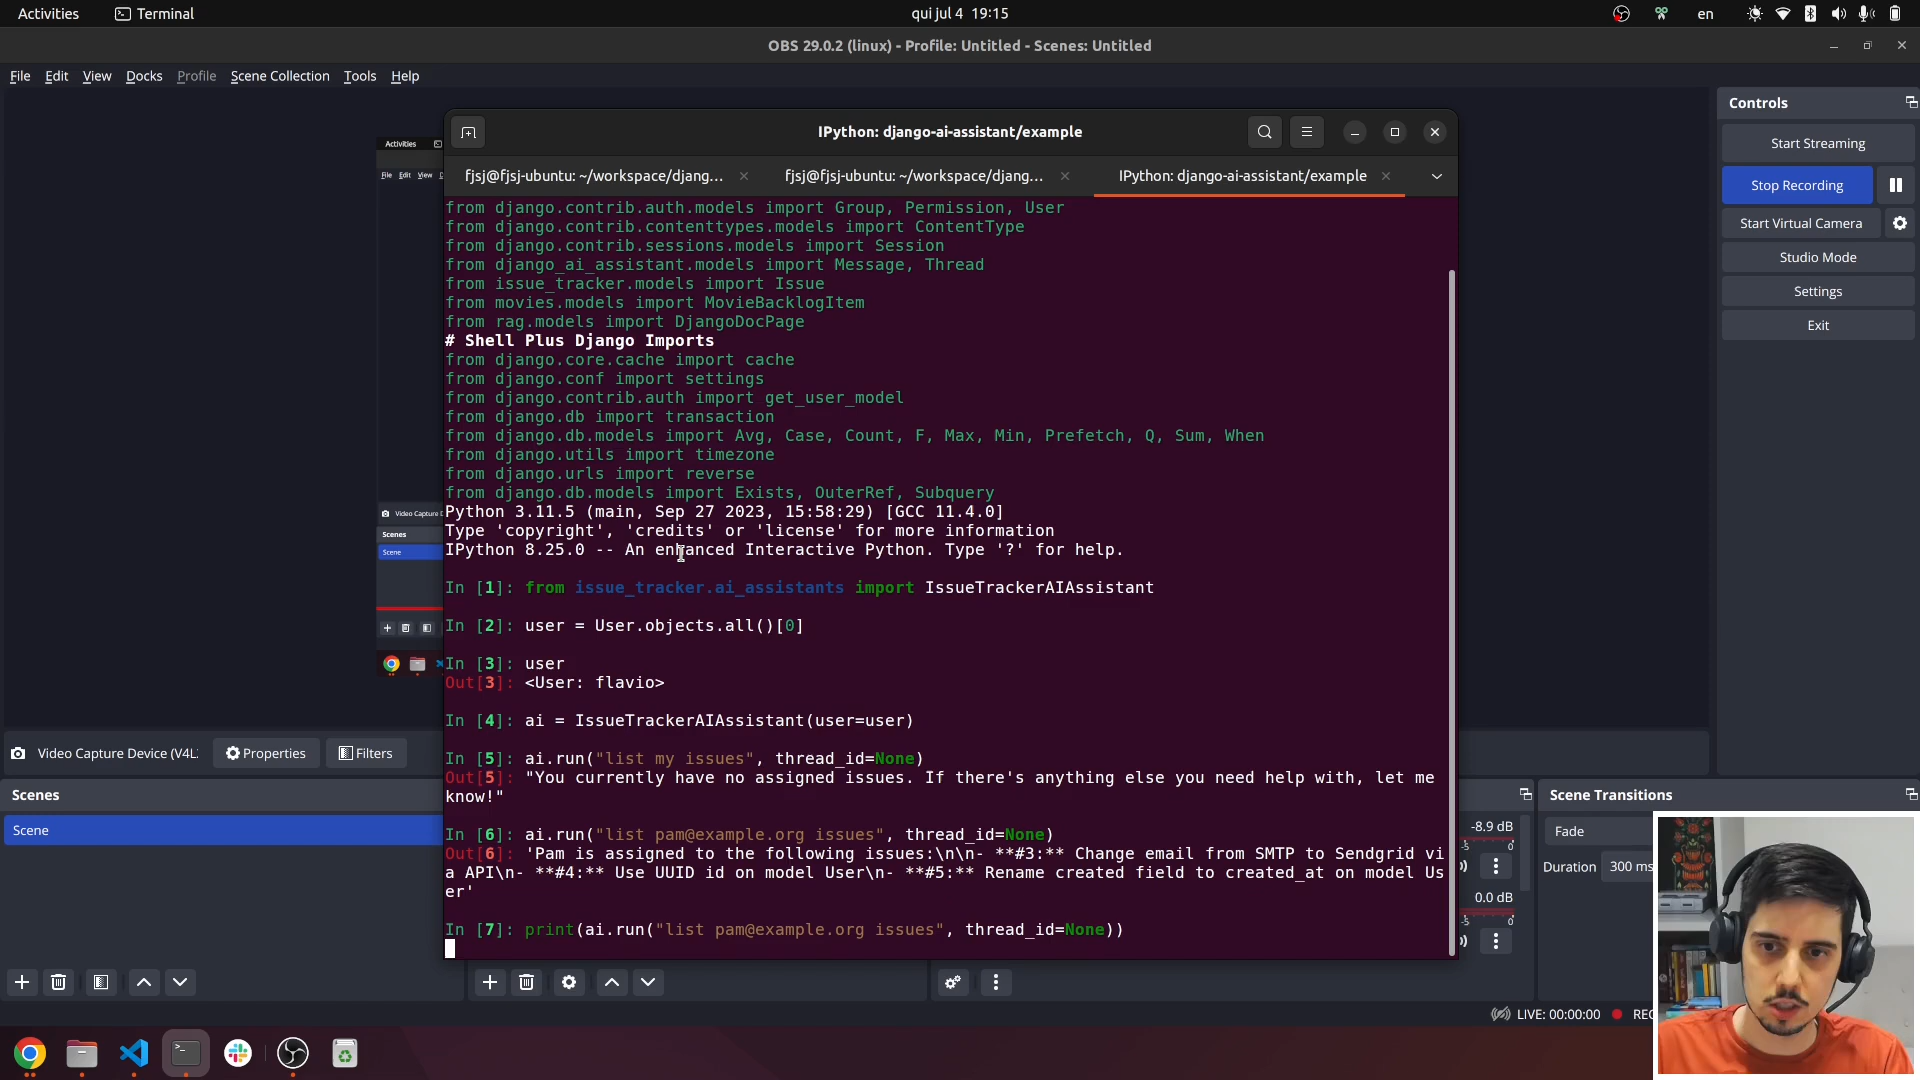 Activities
Terminal
qui jul 4 19:15
en
OBS 29.0.2 (linux) - Profile: Untitled - Scenes: Untitled
File Edit View Docks Profile Scene Collection Tools Help
Activities
File Edit View
IPython: django-ai-assistant/example
fjsj@fjsj-ubuntu: ~/workspace/djang...
fjsj@fjsj-ubuntu: ~/workspace/djang...
IPython: django-ai-assistant/example
from django.contrib.auth.models import Group, Permission, User
from django.contrib.contenttypes.models import ContentType
from django.contrib.sessions.models import Session
from django_ai_assistant.models import Message, Thread
from issue_tracker.models import Issue
from movies.models import MovieBacklogItem
from rag.models import DjangoDocPage
# Shell Plus Django Imports
from django.core.cache import cache
from django.conf import settings
from django.contrib.auth import get_user_model
from django.db import transaction
from django.db.models import Avg, Case, Count, F, Max, Min, Prefetch, Q, Sum, When
from django.utils import timezone
from django.urls import reverse
from django.db.models import Exists, OuterRef, Subquery
Python 3.11.5 (main, Sep 27 2023, 15:58:29) [GCC 11.4.0]
Type 'copyright', 'credits' or 'license' for more information
IPython 8.25.0 -- An enhanced Interactive Python. Type '?' for help.
In [1]: from issue_tracker.ai_assistants import IssueTrackerAIAssistant
In [2]: user = User.objects.all()[0]
In [3]: user
Out[3]: <User: flavio>
In [4]: ai = IssueTrackerAIAssistant(user=user)
In [5]: ai.run("list my issues", thread_id=None)
Out[5]: "You currently have no assigned issues. If there's anything else you need help with, let me
know!"
In [6]: ai.run("list pam@example.org issues", thread_id=None)
Out[6]: 'Pam is assigned to the following issues:\n\n- **#3:** Change email from SMTP to Sendgrid vi
a API\n- **#4:** Use UUID id on model User\n- **#5:** Rename created field to created_at on model Us
er'
In [7]: print(ai.run("list pam@example.org issues", thread_id=None))
Controls
Start Streaming
Stop Recording
Start Virtual Camera
Studio Mode
Settings
Exit
Video Capture
Scenes
Scene
Video Capture Device (V4L
Properties
Filters
Scenes
Scene
-8.9 dB
-5 0
0.0 dB
-5 0
Scene Transitions
Fade
Duration 300 ms
LIVE: 00:00:00
REC